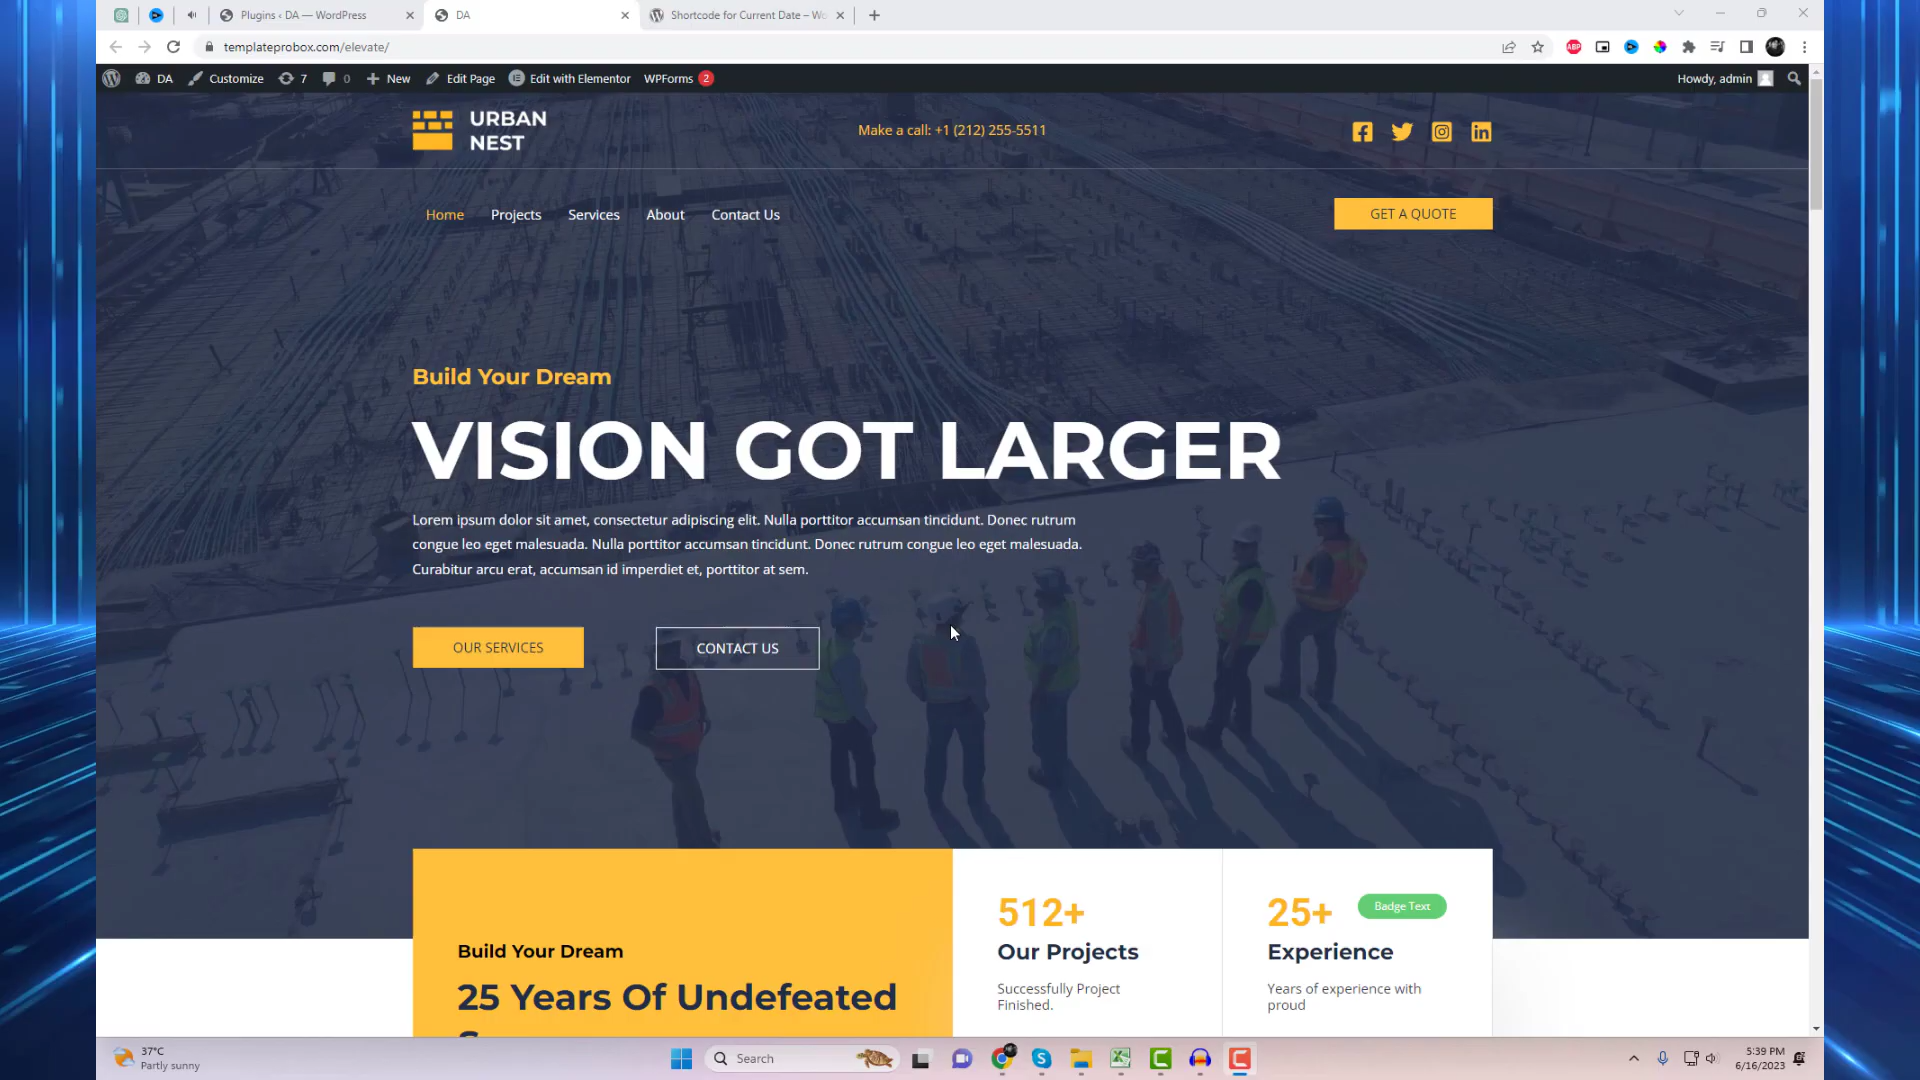 Plugins ‹ DA — WordPress
DA
Shortcode for Current Date – Wo
templateprobox.com/elevate/
ABP
DA
Customize
7
0
New
Edit Page
Edit with Elementor
WPForms 2
Howdy, admin
URBAN
NEST
Make a call: +1 (212) 255-5511
Home
Projects
Services
About
Contact Us
GET A QUOTE
Build Your Dream
VISION GOT LARGER
Lorem ipsum dolor sit amet, consectetur adipiscing elit. Nulla porttitor accumsan tincidunt. Donec rutrum
congue leo eget malesuada. Nulla porttitor accumsan tincidunt. Donec rutrum congue leo eget malesuada.
Curabitur arcu erat, accumsan id imperdiet et, porttitor at sem.
OUR SERVICES
CONTACT US
Build Your Dream
25 Years Of Undefeated
512+
Our Projects
Successfully Project
Finished.
25+
Badge Text
Experience
Years of experience with
proud
37°C
Partly sunny
Search
5:39 PM
6/16/2023